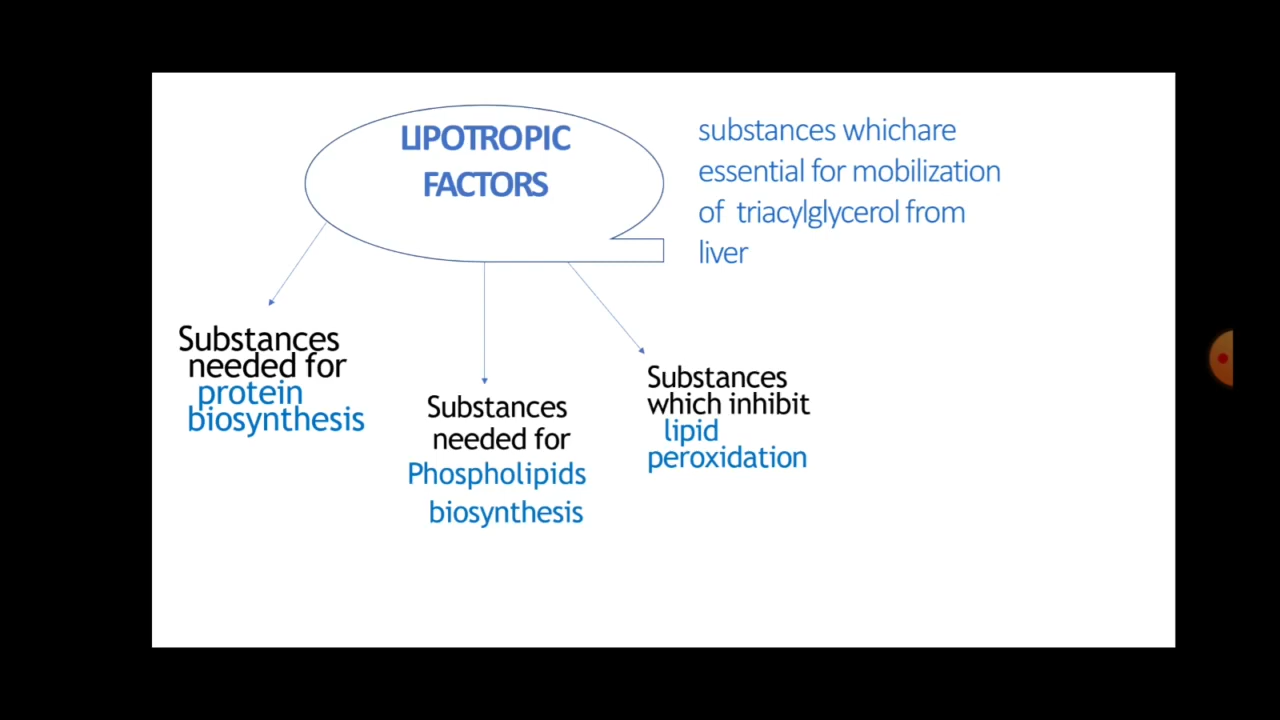 LIPOTROPIC
FACTORS
substances whichare
essential for mobilization
of triacylglycerol from
liver
Substances
needed for
protein
biosynthesis
Substances
needed for
Phospholipids
biosynthesis
Substances
which inhibit
lipid
peroxidation